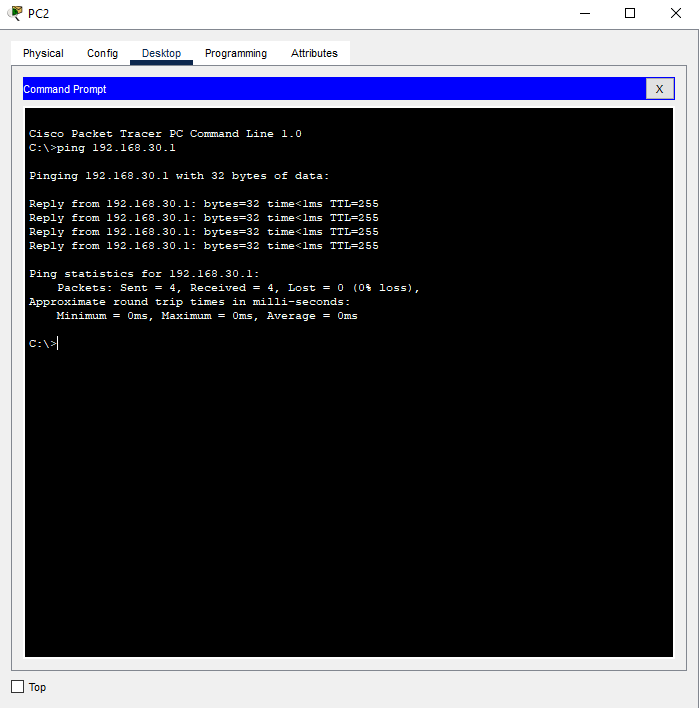 PC2
Physical Config Desktop Programming Attributes
Command Prompt X
Cisco Packet Tracer PC Command Line 1.0
C:\>ping 192.168.30.1
Pinging 192.168.30.1 with 32 bytes of data:
Reply from 192.168.30.1: bytes=32 time<1ms TTL=255
Reply from 192.168.30.1: bytes=32 time<1ms TTL=255
Reply from 192.168.30.1: bytes=32 time<1ms TTL=255
Reply from 192.168.30.1: bytes=32 time<1ms TTL=255
Ping statistics for 192.168.30.1:
    Packets: Sent = 4, Received = 4, Lost = 0 (0% loss),
Approximate round trip times in milli-seconds:
    Minimum = 0ms, Maximum = 0ms, Average = 0ms
C:\>
Top